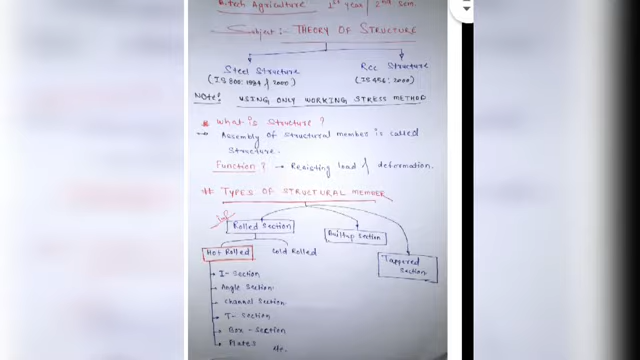 B.Tech Agriculture 1st year / 2nd sem.
Subject:- THEORY OF STRUCTURE
Steel Structure Rcc Structure
(IS 800: 1984 & 2000) (IS 456: 2000)
NOTE! USING ONLY WORKING STRESS METHOD
What is structure ?
Assembly of structural member is called
Structure.
Function ? → Resisting load & deformation.
TYPES OF STRUCTURAL MEMBER
Rolled Section
Builtup Section
Hot Rolled Cold Rolled
Tappered
Section
I- Section
Angle Section
Channel Section
T- Section
Box - Section
Plates